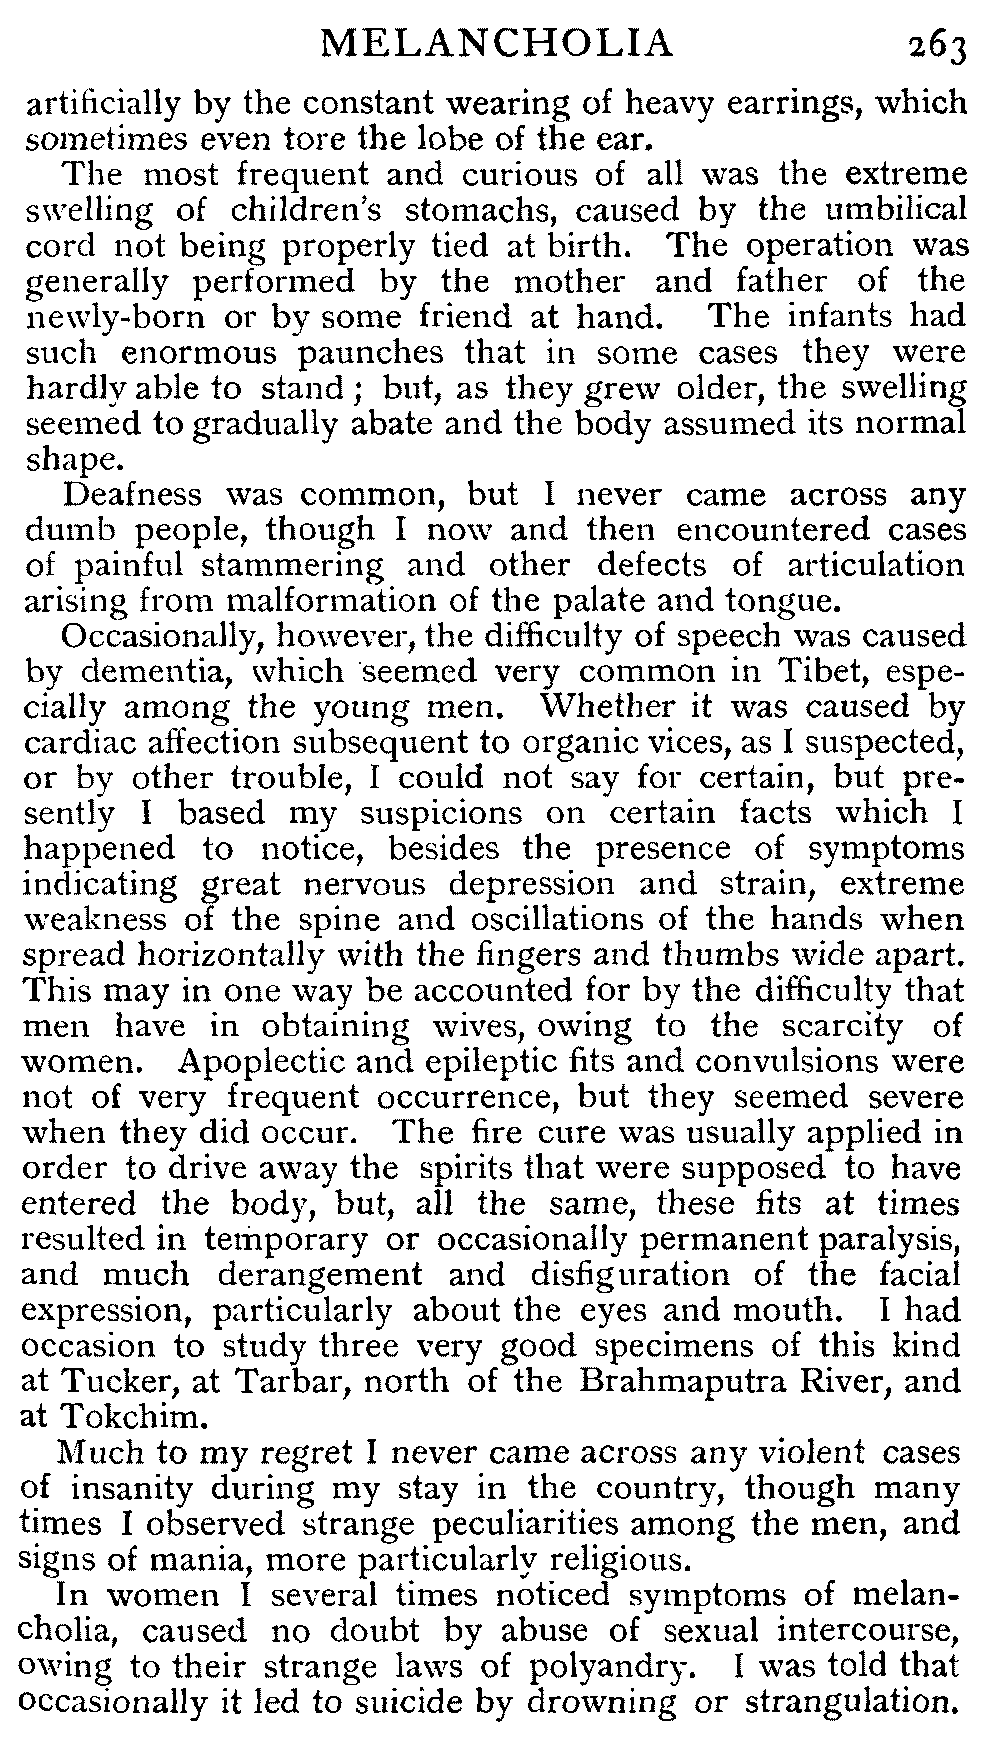 MELANCHOLIA 263
artificially by the constant wearing of heavy earrings, which
sometimes even tore the lobe of the ear.
The most frequent and curious of all was the extreme
swelling of children's stomachs, caused by the umbilical
cord not being properly tied at birth. The operation was
generally performed by the mother and father of the
newly-born or by some friend at hand. The infants had
such enormous paunches that in some cases they were
hardly able to stand ; but, as they grew older, the swelling
seemed to gradually abate and the body assumed its normal
shape.
Deafness was common, but I never came across any
dumb people, though I now and then encountered cases
of painful stammering and other defects of articulation
arising from malformation of the palate and tongue.
Occasionally, however, the difficulty of speech was caused
by dementia, which seemed very common in Tibet, espe-
cially among the young men. Whether it was caused by
cardiac affection subsequent to organic vices, as I suspected,
or by other trouble, I could not say for certain, but pre-
sently I based my suspicions on certain facts which I
happened to notice, besides the presence of symptoms
indicating great nervous depression and strain, extreme
weakness of the spine and oscillations of the hands when
spread horizontally with the fingers and thumbs wide apart.
This may in one way be accounted for by the difficulty that
men have in obtaining wives, owing to the scarcity of
women. Apoplectic and epileptic fits and convulsions were
not of very frequent occurrence, but they seemed severe
when they did occur. The fire cure was usually applied in
order to drive away the spirits that were supposed to have
entered the body, but, all the same, these fits at times
resulted in temporary or occasionally permanent paralysis,
and much derangement and disfiguration of the facial
expression, particularly about the eyes and mouth. I had
occasion to study three very good specimens of this kind
at Tucker, at Tarbar, north of the Brahmaputra River, and
at Tokchim.
Much to my regret I never came across any violent cases
of insanity during my stay in the country, though many
times I observed strange peculiarities among the men, and
signs of mania, more particularly religious.
In women I several times noticed symptoms of melan-
cholia, caused no doubt by abuse of sexual intercourse,
owing to their strange laws of polyandry. I was told that
occasionally it led to suicide by drowning or strangulation.